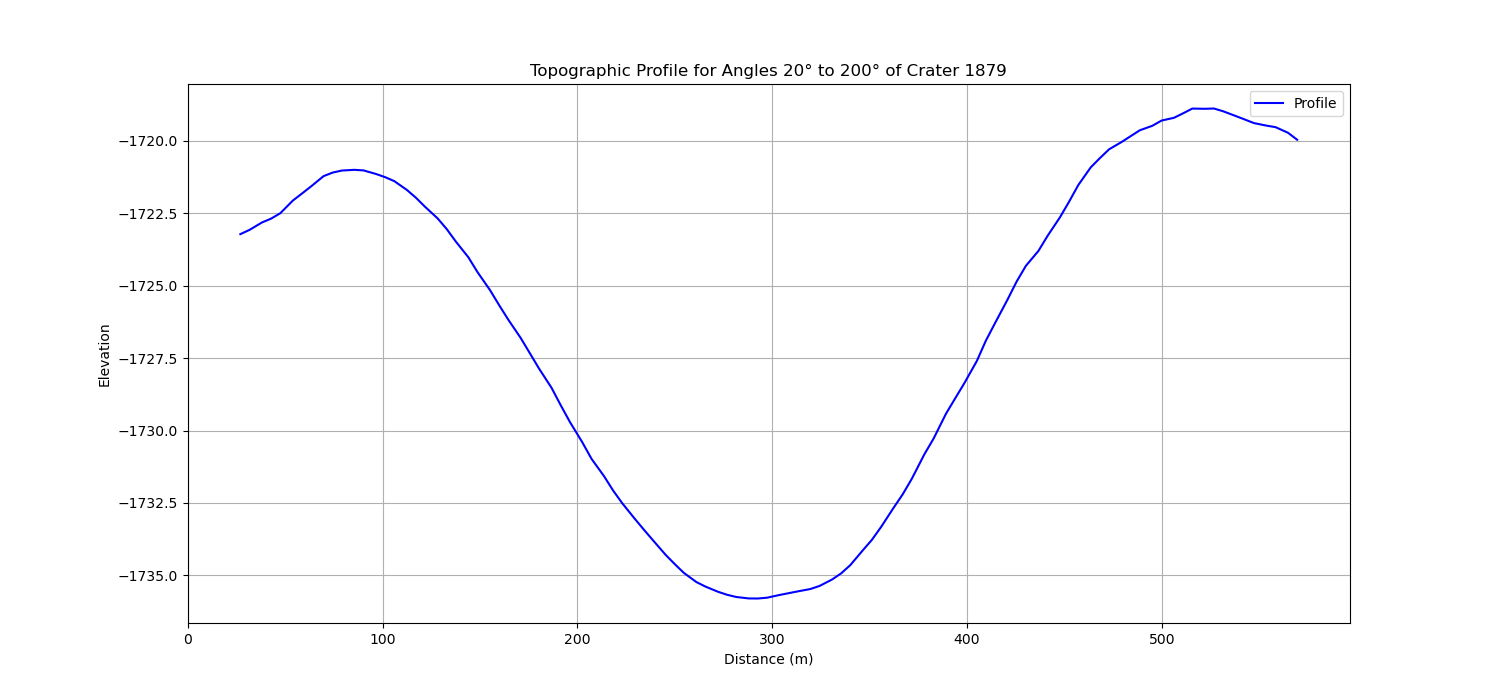 Topographic Profile for Angles 20° to 200° of Crater 1879
Profile
−1720.0
−1722.5
−1725.0
−1727.5
−1730.0
−1732.5
−1735.0
Elevation
0 100 200 300 400 500
Distance (m)